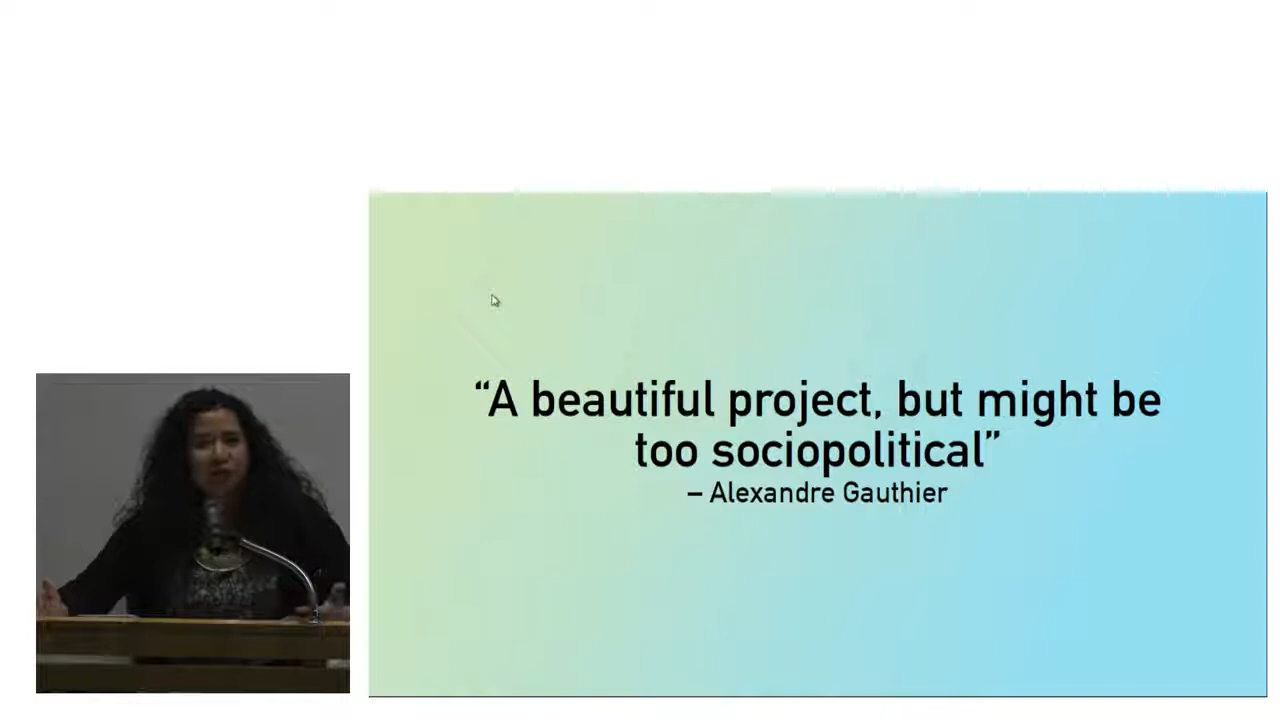 “A beautiful project, but might be
too sociopolitical”
– Alexandre Gauthier